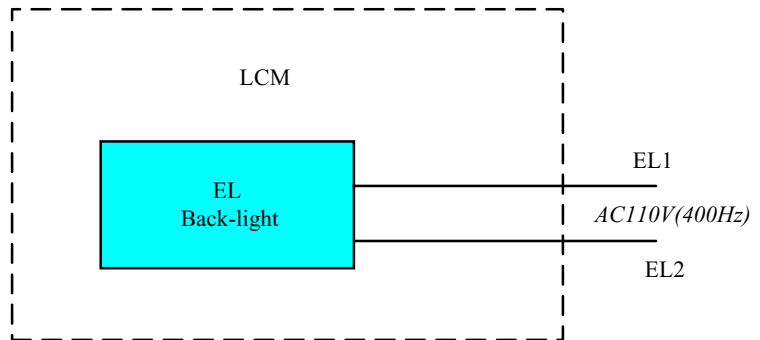 LCM
EL1
EL
Back-light
AC110V(400Hz)
EL2